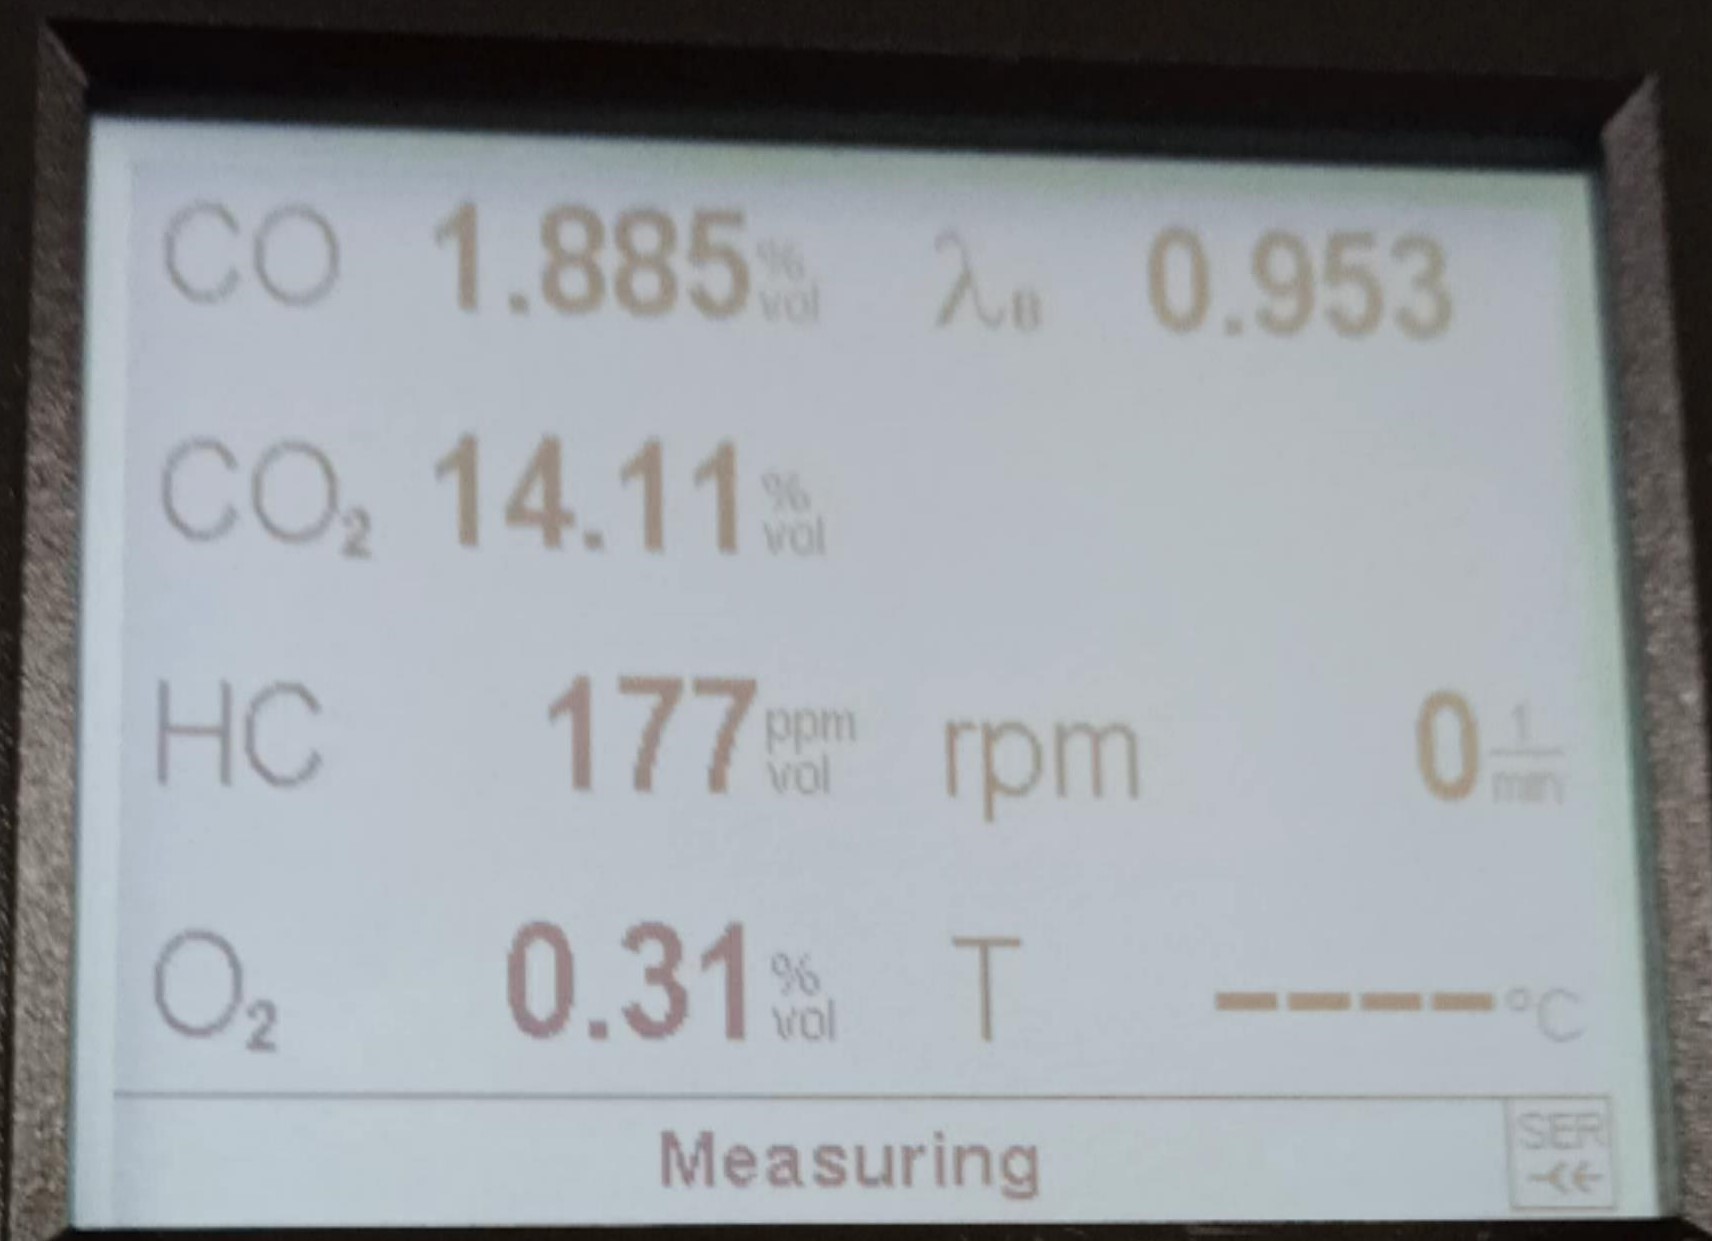 CO 1.885 % vol λB 0.953
CO2 14.11 % vol
HC 177 ppm vol rpm 0 1/min
O2 0.31 % vol T ---- °C
Measuring SER